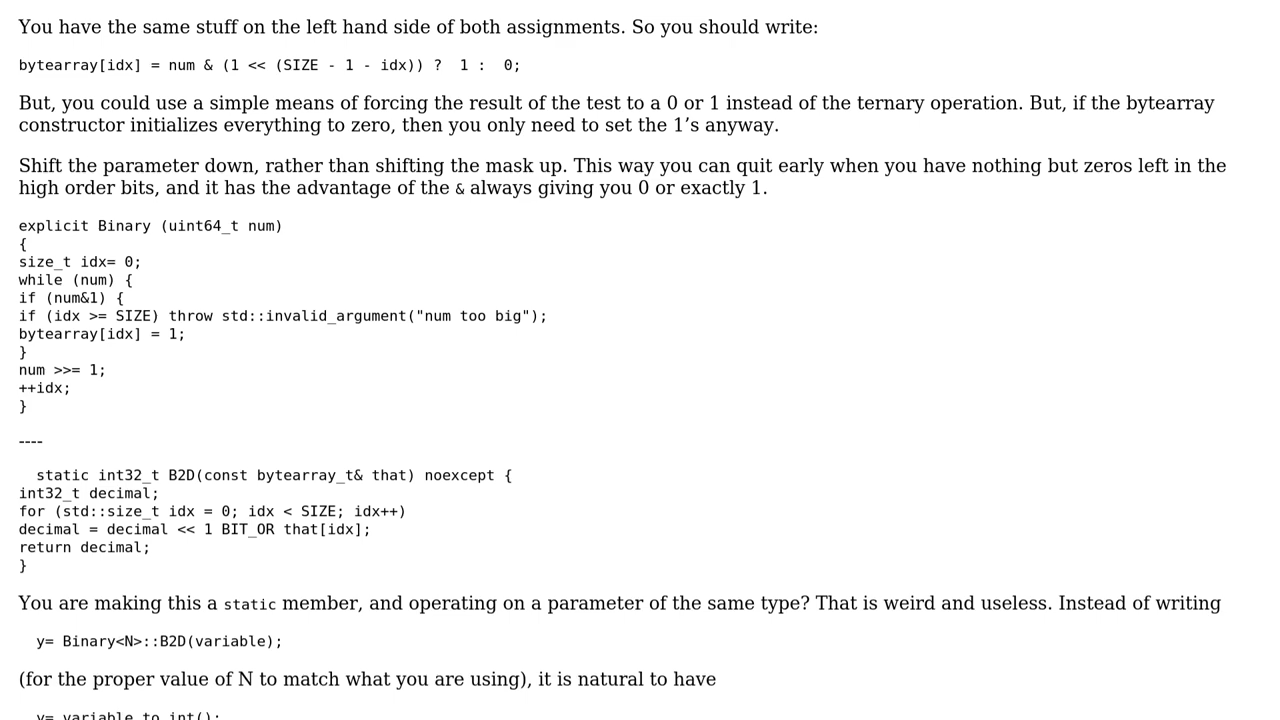 You have the same stuff on the left hand side of both assignments. So you should write:
bytearray[idx] = num & (1 << (SIZE - 1 - idx)) ?  1 :  0;
But, you could use a simple means of forcing the result of the test to a 0 or 1 instead of the ternary operation. But, if the bytearray
constructor initializes everything to zero, then you only need to set the 1’s anyway.
Shift the parameter down, rather than shifting the mask up. This way you can quit early when you have nothing but zeros left in the
high order bits, and it has the advantage of the & always giving you 0 or exactly 1.
explicit Binary (uint64_t num)
{
size_t idx= 0;
while (num) {
if (num&1) {
if (idx >= SIZE) throw std::invalid_argument("num too big");
bytearray[idx] = 1;
}
num >>= 1;
++idx;
}
----
static int32_t B2D(const bytearray_t& that) noexcept {
int32_t decimal;
for (std::size_t idx = 0; idx < SIZE; idx++)
decimal = decimal << 1 BIT_OR that[idx];
return decimal;
}
You are making this a static member, and operating on a parameter of the same type? That is weird and useless. Instead of writing
y= Binary<N>::B2D(variable);
(for the proper value of N to match what you are using), it is natural to have
y= variable.to_int();